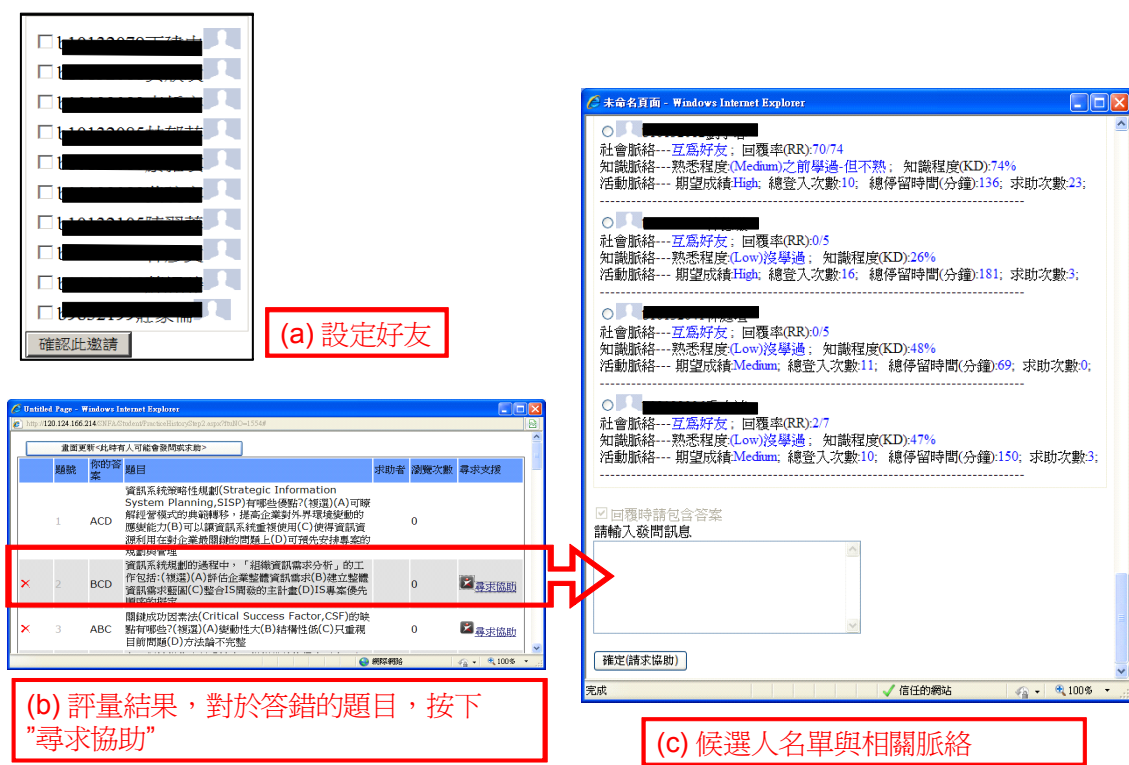 確認此邀請
(a) 設定好友
Untitled Page - Windows Internet Explorer
畫面更新<此時有人可能會發問或求助>
題號 你的答案 題目 求助者 瀏覽次數 尋求支援
資訊系統策略性規劃(Strategic Information
System Planning,SISP)有哪些優點?(複選)(A)可瞭
解經營模式的典範轉移，提高企業對外界環境變動的
1 ACD 應變能力(B)可以讓資訊系統重複使用(C)使得資訊資 0
源利用在對企業最關鍵的問題上(D)可預先安排專案的
規劃與管理
資訊系統規劃的過程中，「組織資訊需求分析」的工
2 BCD 作包括:(複選)(A)評估企業整體資訊需求(B)建立整體 0 尋求協助
資訊需求藍圖(C)整合IS開發的主計畫(D)IS專案優先
關鍵成功因素法(Critical Success Factor,CSF)的缺
3 ABC 點有哪些?(複選)(A)變動性大(B)結構性低(C)只重視 0 尋求協助
目前問題(D)方法論不完整
網際網路 100%
(b) 評量結果，對於答錯的題目，按下
”尋求協助”
未命名頁面 - Windows Internet Explorer
社會脈絡---互為好友; 回覆率(RR):70/74
知識脈絡---熟悉程度:(Medium)之前學過-但不熟; 知識程度(KD):74%
活動脈絡--- 期望成績:High; 總登入次數:10; 總停留時間(分鐘):136; 求助次數:23;
社會脈絡---互為好友; 回覆率(RR):0/5
知識脈絡---熟悉程度:(Low)沒學過; 知識程度(KD):26%
活動脈絡--- 期望成績:High; 總登入次數:16; 總停留時間(分鐘):181; 求助次數:3;
社會脈絡---互為好友; 回覆率(RR):0/5
知識脈絡---熟悉程度:(Low)沒學過; 知識程度(KD):48%
活動脈絡--- 期望成績:Medium; 總登入次數:11; 總停留時間(分鐘):69; 求助次數:0;
社會脈絡---互為好友; 回覆率(RR):2/7
知識脈絡---熟悉程度:(Low)沒學過; 知識程度(KD):47%
活動脈絡--- 期望成績:Medium; 總登入次數:10; 總停留時間(分鐘):150; 求助次數:3;
回覆時請包含答案
請輸入發問訊息.
確定(請求協助)
完成 信任的網站 100%
(c) 候選人名單與相關脈絡